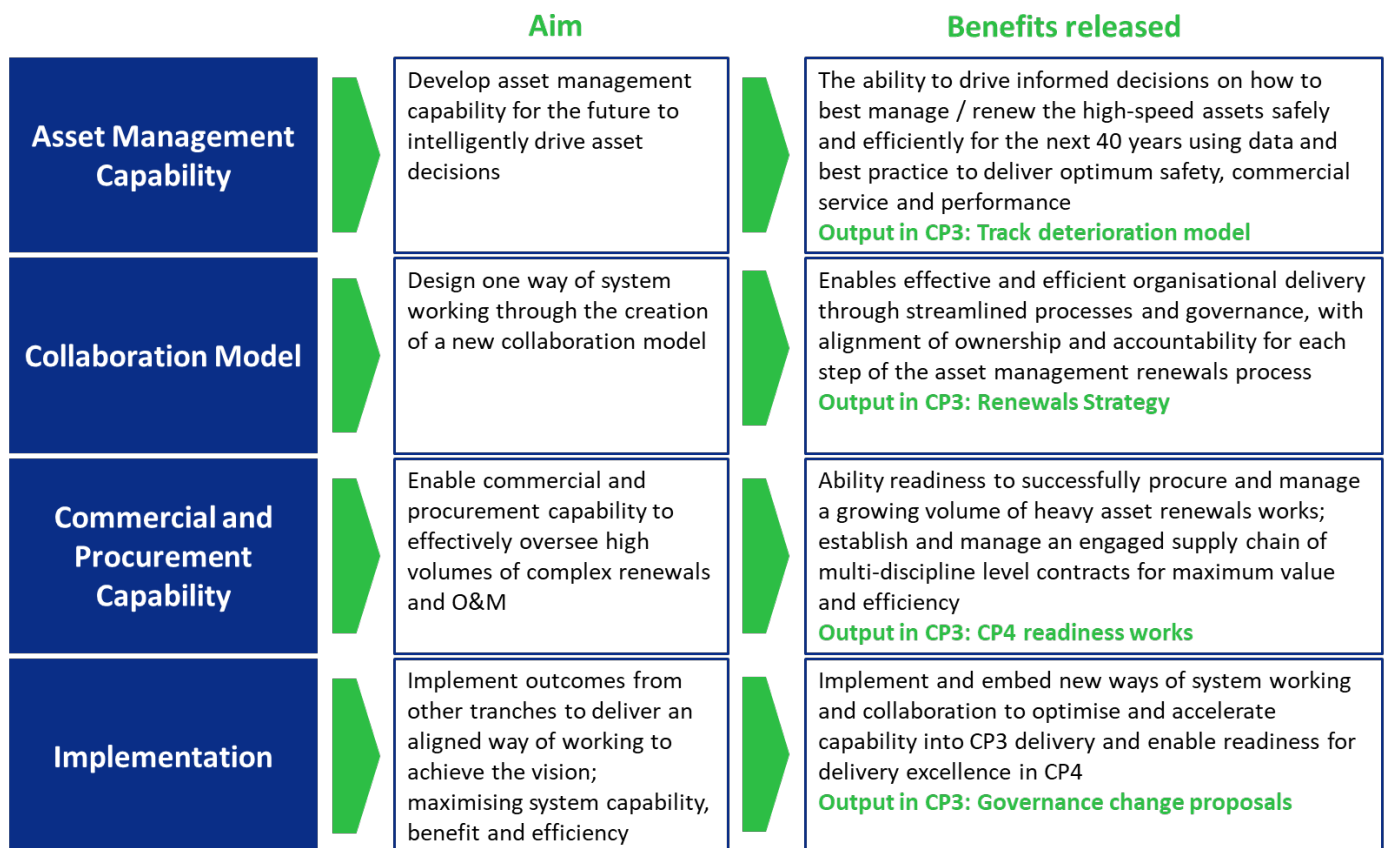 Aim
Benefits released
Asset Management
Capability
Develop asset management
capability for the future to
intelligently drive asset
decisions
The ability to drive informed decisions on how to
best manage / renew the high-speed assets safely
and efficiently for the next 40 years using data and
best practice to deliver optimum safety, commercial
service and performance
Output in CP3: Track deterioration model
Collaboration Model
Design one way of system
working through the creation
of a new collaboration model
Enables effective and efficient organisational delivery
through streamlined processes and governance, with
alignment of ownership and accountability for each
step of the asset management renewals process
Output in CP3: Renewals Strategy
Commercial and
Procurement
Capability
Enable commercial and
procurement capability to
effectively oversee high
volumes of complex renewals
and O&M
Ability readiness to successfully procure and manage
a growing volume of heavy asset renewals works;
establish and manage an engaged supply chain of
multi-discipline level contracts for maximum value
and efficiency
Output in CP3: CP4 readiness works
Implementation
Implement outcomes from
other tranches to deliver an
aligned way of working to
achieve the vision;
maximising system capability,
benefit and efficiency
Implement and embed new ways of system working
and collaboration to optimise and accelerate
capability into CP3 delivery and enable readiness for
delivery excellence in CP4
Output in CP3: Governance change proposals